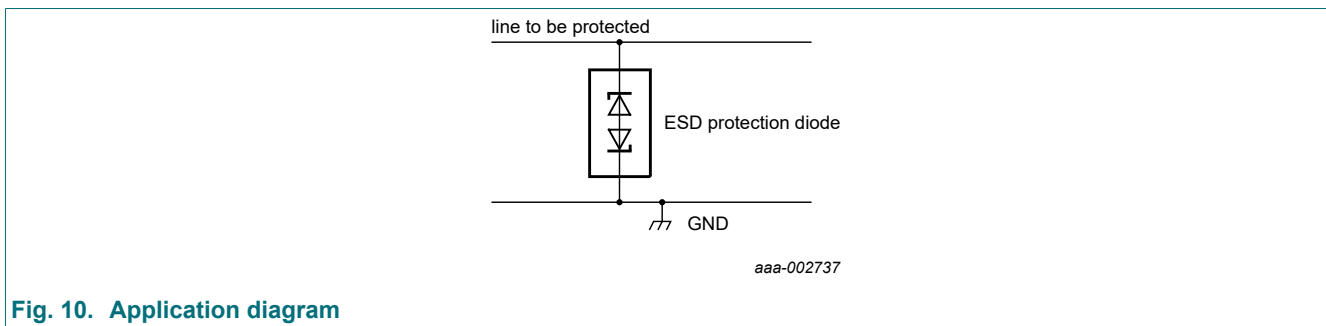 line to be protected
ESD protection diode
GND
aaa-002737
Fig. 10. Application diagram